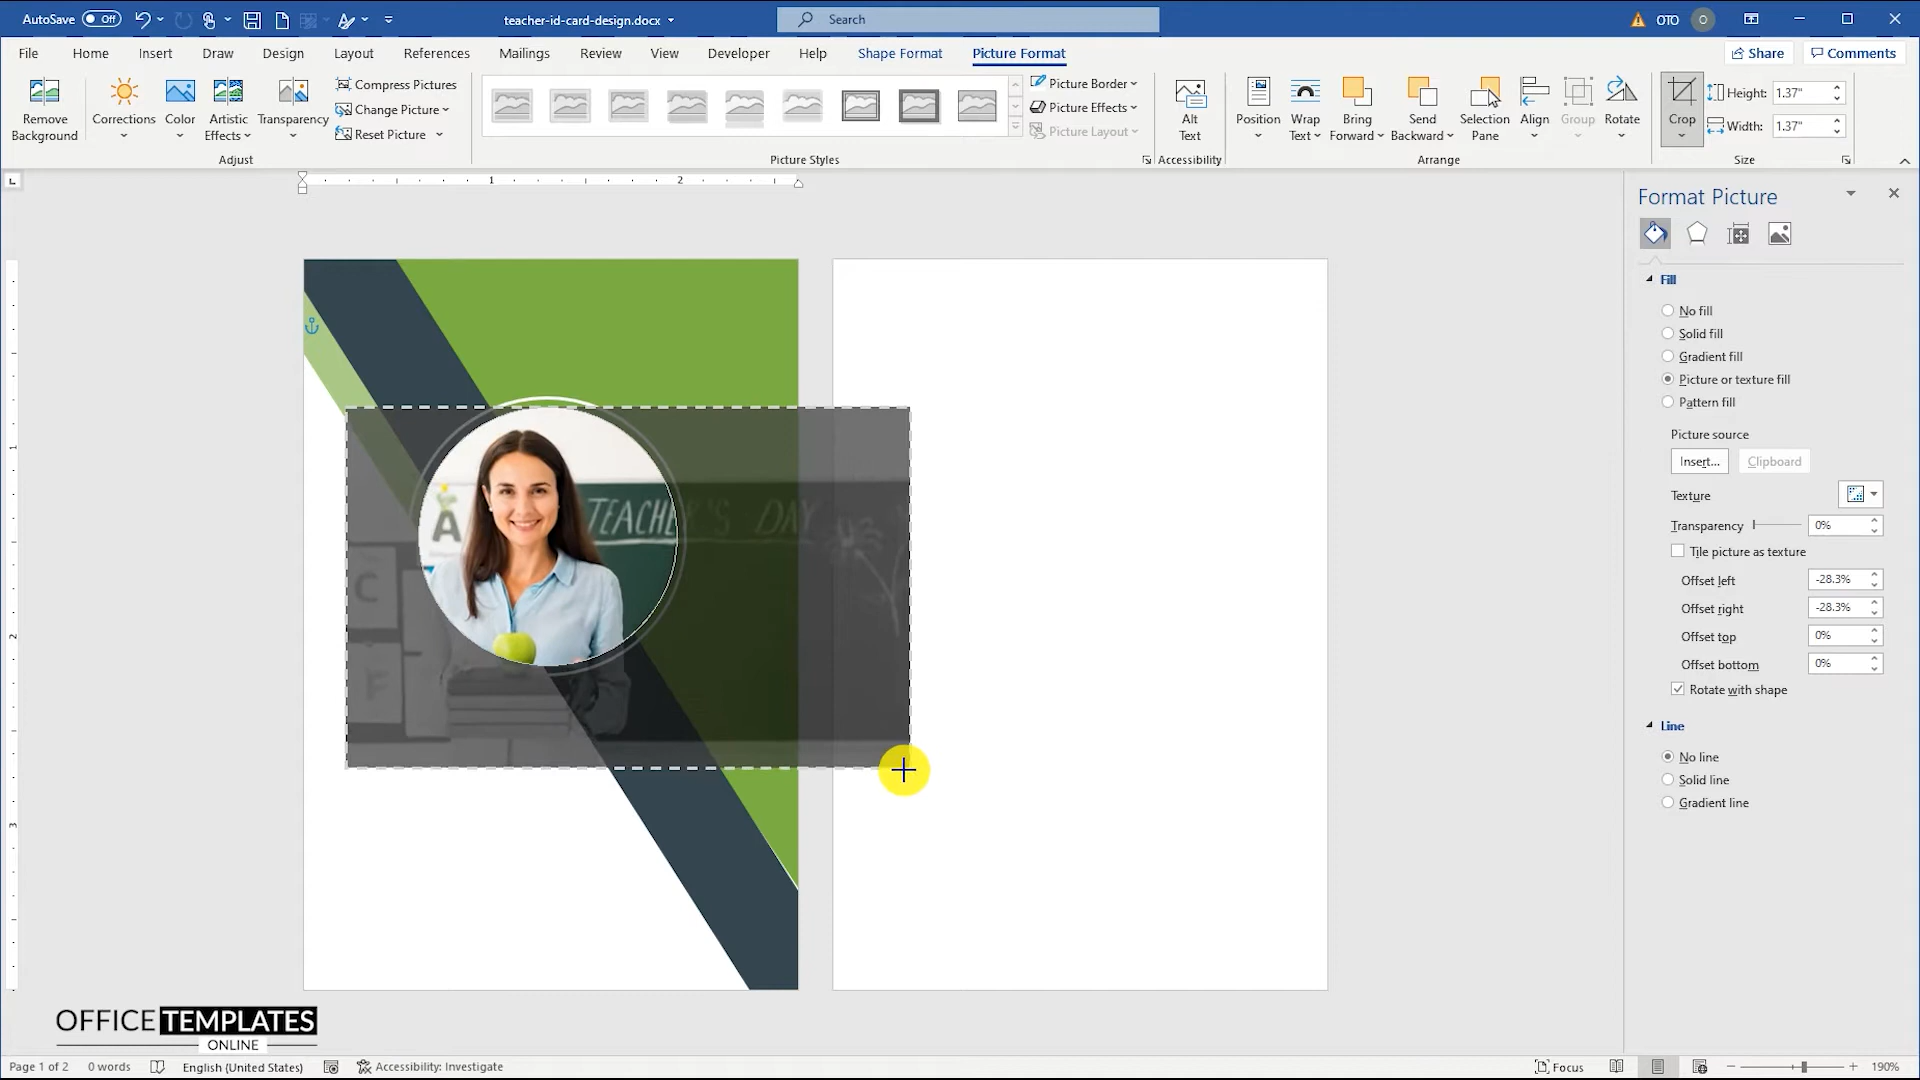 AutoSave Off teacher-id-card-design.docx Search OTO O
File Home Insert Draw Design Layout References Mailings Review View Developer Help Shape Format Picture Format Share Comments
Remove Background Corrections Color Artistic Effects Transparency Compress Pictures Change Picture Reset Picture
Picture Border Picture Effects Picture Layout
Alt Text Position Wrap Text Bring Forward Send Backward Selection Pane Align Group Rotate Crop
Height: 1.37"
Width: 1.37"
Adjust Picture Styles Accessibility Arrange Size
L 1 2
Format Picture
Fill
No fill
Solid fill
Gradient fill
Picture or texture fill
Pattern fill
Picture source
Insert... Clipboard
Texture
Transparency 0%
Tile picture as texture
Offset left -28.3%
Offset right -28.3%
Offset top 0%
Offset bottom 0%
Rotate with shape
Line
No line
Solid line
Gradient line
1
2
3
A TEACHER'S DAY
C
F
OFFICE TEMPLATES
ONLINE
Page 1 of 2 0 words English (United States) Accessibility: Investigate Focus 190%